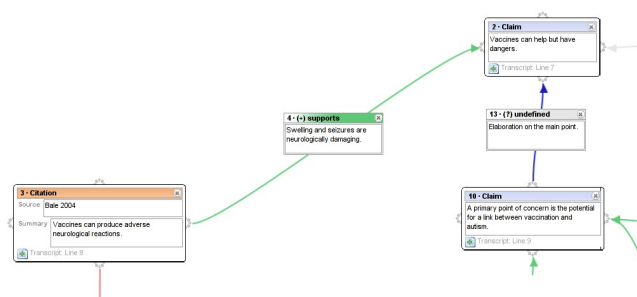 2 - Claim
Vaccines can help but have
dangers.
Transcript: Line 7
4 - (+) supports
Swelling and seizures are
neurologically damaging.
13 - (?) undefined
Elaboration on the main point.
3 - Citation
Source Bale 2004
Summary Vaccines can produce adverse
neurological reactions.
Transcript: Line 8
10 - Claim
A primary point of concern is the potential
for a link between vaccination and
autism.
Transcript: Line 9